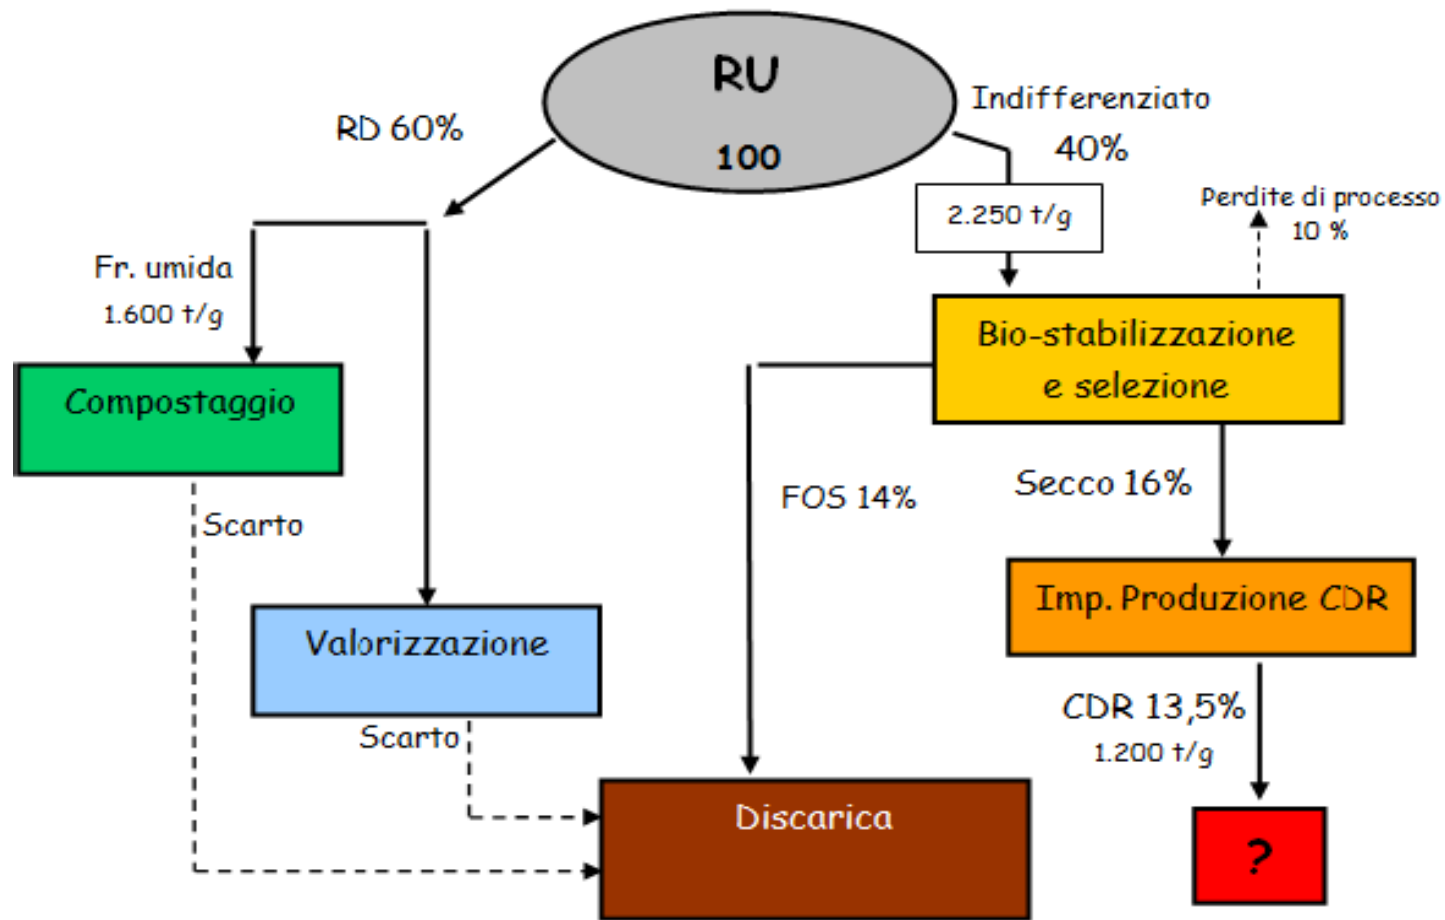 RU
100
RD 60%
Indifferenziato
40%
2.250 t/g
Perdite di processo
10 %
Fr. umida
1.600 t/g
Bio-stabilizzazione
e selezione
Compostaggio
FOS 14%
Secco 16%
Scarto
Imp. Produzione CDR
Valorizzazione
CDR 13,5%
1.200 t/g
Scarto
Discarica
?